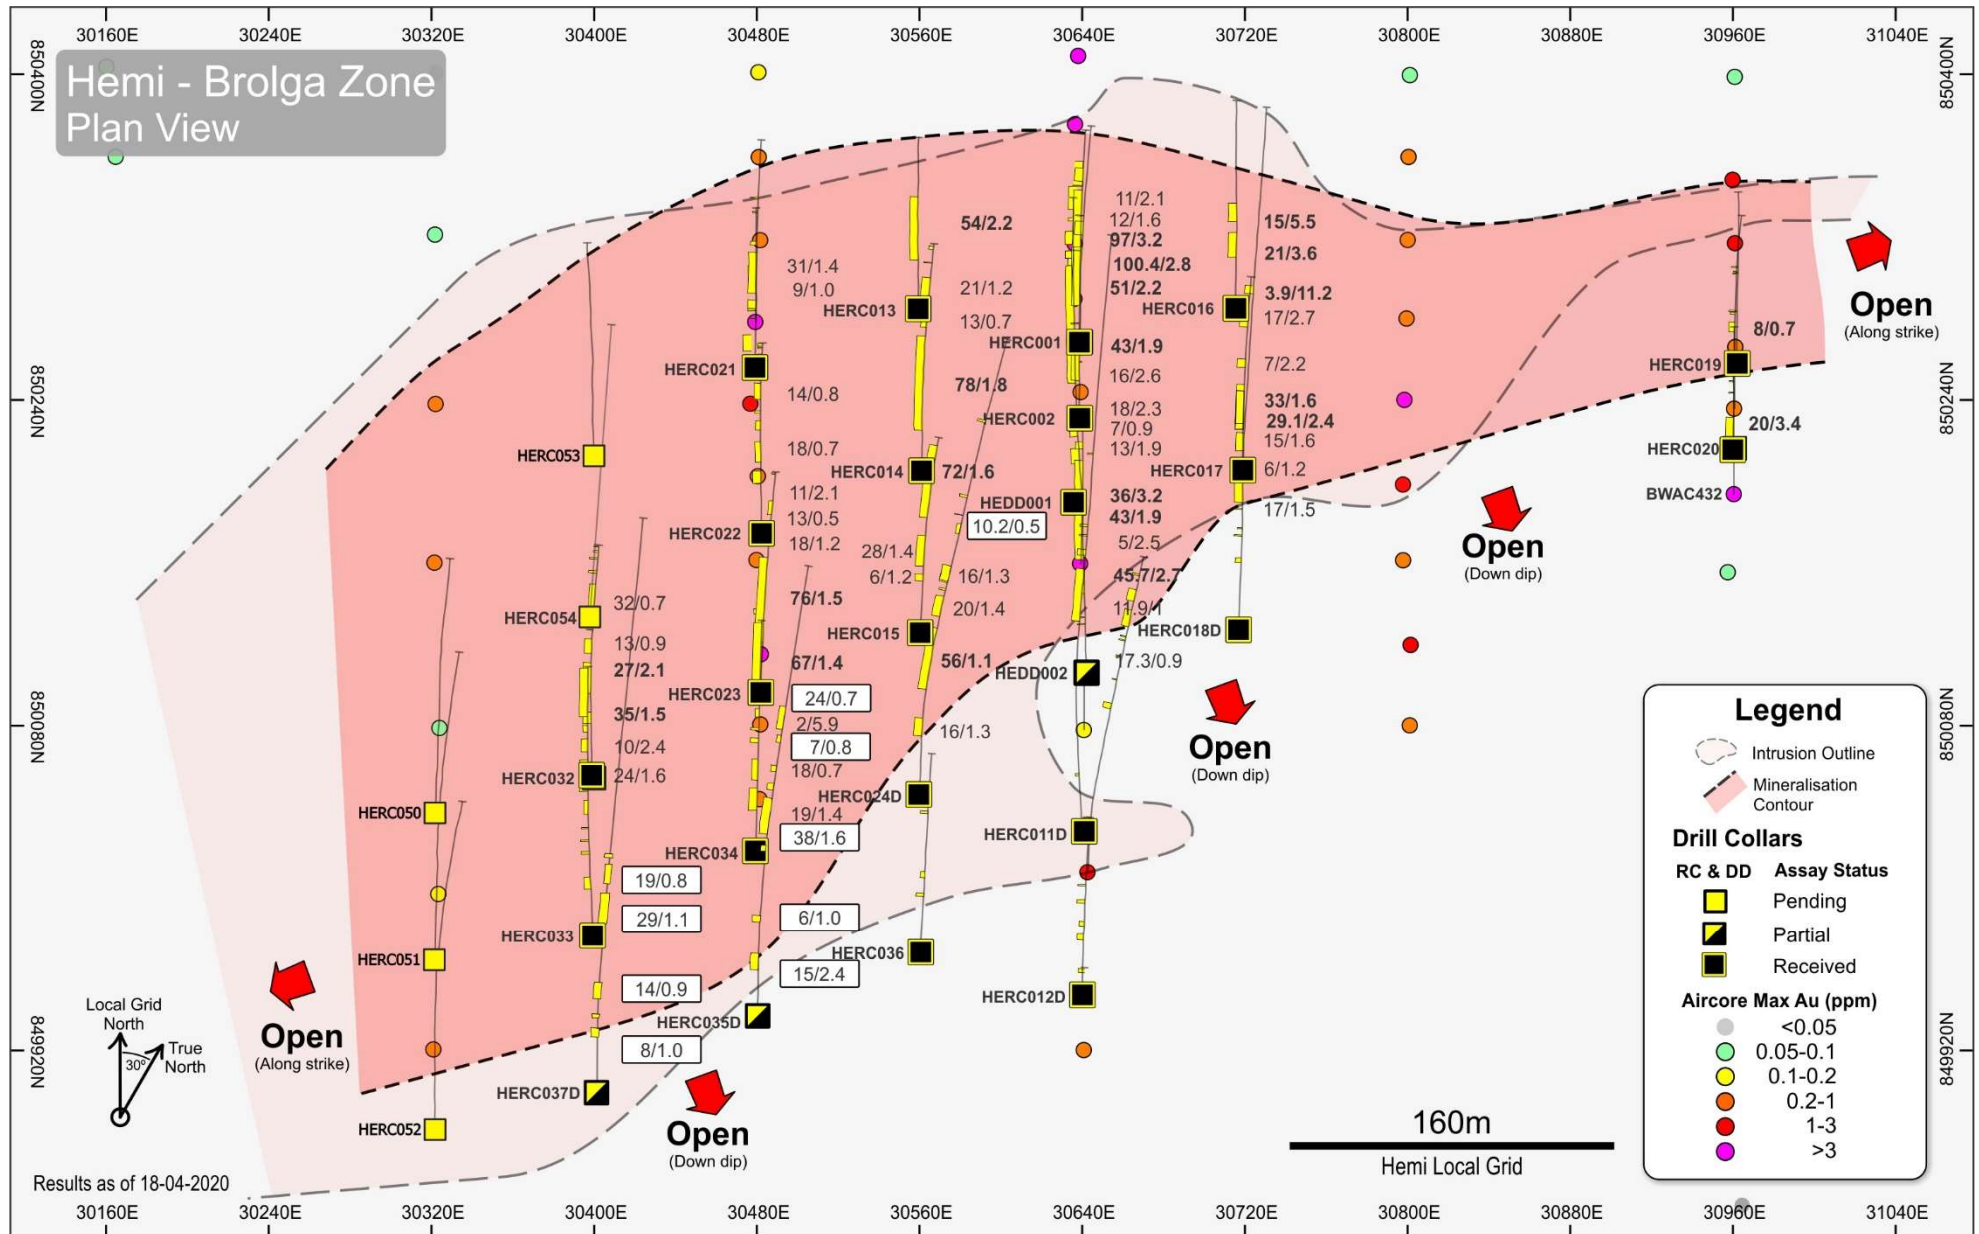 30160E 30240E 30320E 30400E 30480E 30560E 30640E 30720E 30800E 30880E 30960E 31040E
850400N
850400N
Hemi - Brolga Zone
Plan View
11/2.1
12/1.6
97/3.2
100.4/2.8
51/2.2
54/2.2
15/5.5
21/3.6
3.9/11.2
17/2.7
31/1.4
9/1.0
21/1.2
13/0.7
HERC013
HERC001
43/1.9
HERC016
Open
(Along strike)
8/0.7
HERC019
HERC021
78/1.8
16/2.6
7/2.2
14/0.8
850240N
850240N
18/2.3
HERC002
7/0.9
13/1.9
33/1.6
29.1/2.4
15/1.6
20/3.4
HERC020
HERC053
18/0.7
HERC014
72/1.6
HERC017
6/1.2
BWAC432
11/2.1
13/0.5
18/1.2
HERC022
HEDD001
10.2/0.5
36/3.2
43/1.9
5/2.5
17/1.5
28/1.4
6/1.2
16/1.3
45.7/2.7
Open
(Down dip)
32/0.7
HERC054
76/1.5
20/1.4
11.9/1
HERC015
HERC018D
13/0.9
27/2.1
67/1.4
56/1.1
HEDD002
17.3/0.9
HERC023
24/0.7
35/1.5
2/5.9
7/0.8
16/1.3
850080N
850080N
10/2.4
24/1.6
HERC032
18/0.7
HERC024D
Open
(Down dip)
HERC050
19/1.4
38/1.6
HERC034
HERC011D
19/0.8
29/1.1
HERC033
6/1.0
HERC036
HERC051
15/2.4
14/0.9
HERC012D
HERC035D
8/1.0
HERC037D
Open
(Along strike)
HERC052
Open
(Down dip)
849920N
849920N
Local Grid
North
True
North
30º
Results as of 18-04-2020
160m
Hemi Local Grid
Legend
Intrusion Outline
Mineralisation
Contour
Drill Collars
RC & DD Assay Status
Pending
Partial
Received
Aircore Max Au (ppm)
<0.05
0.05-0.1
0.1-0.2
0.2-1
1-3
>3
30160E 30240E 30320E 30400E 30480E 30560E 30640E 30720E 30800E 30880E 30960E 31040E